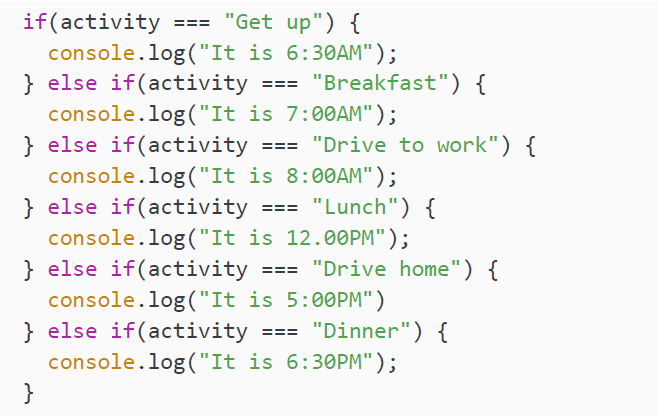 if(activity === "Get up") {
  console.log("It is 6:30AM");
} else if(activity === "Breakfast") {
  console.log("It is 7:00AM");
} else if(activity === "Drive to work") {
  console.log("It is 8:00AM");
} else if(activity === "Lunch") {
  console.log("It is 12.00PM");
} else if(activity === "Drive home") {
  console.log("It is 5:00PM")
} else if(activity === "Dinner") {
  console.log("It is 6:30PM");
}